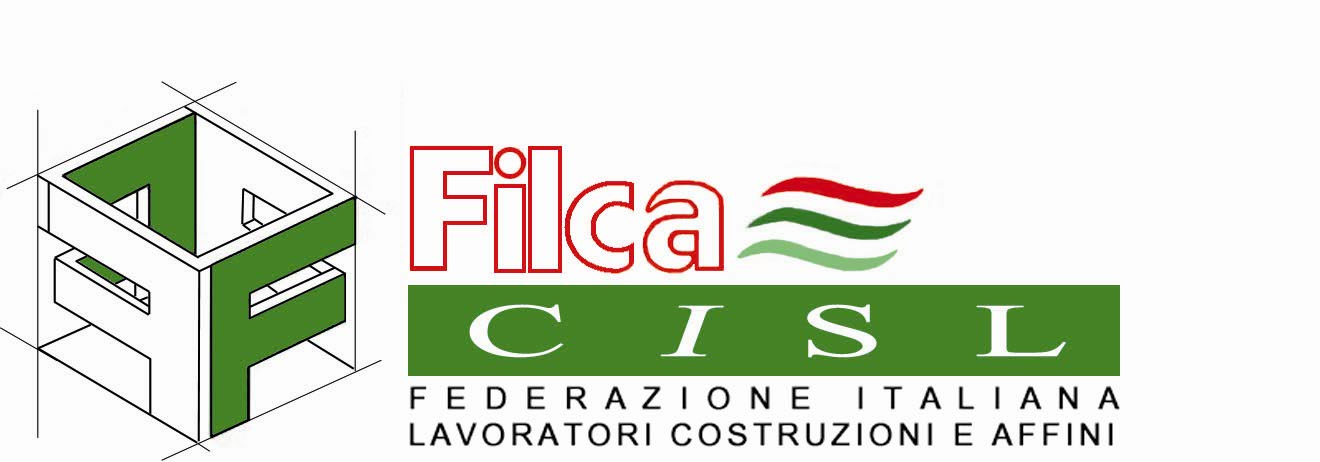 Filca
CISL
FEDERAZIONE ITALIANA
LAVORATORI COSTRUZIONI E AFFINI